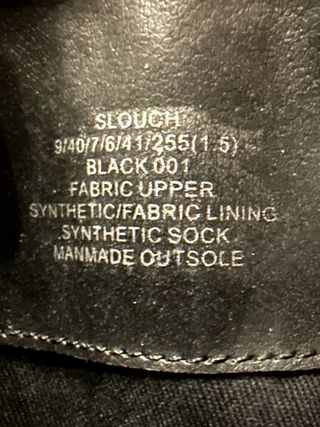 SLOUCH
9/40/7/6/41/255(1.5)
BLACK 001
FABRIC UPPER
SYNTHETIC/FABRIC LINING
SYNTHETIC SOCK
MANMADE OUTSOLE